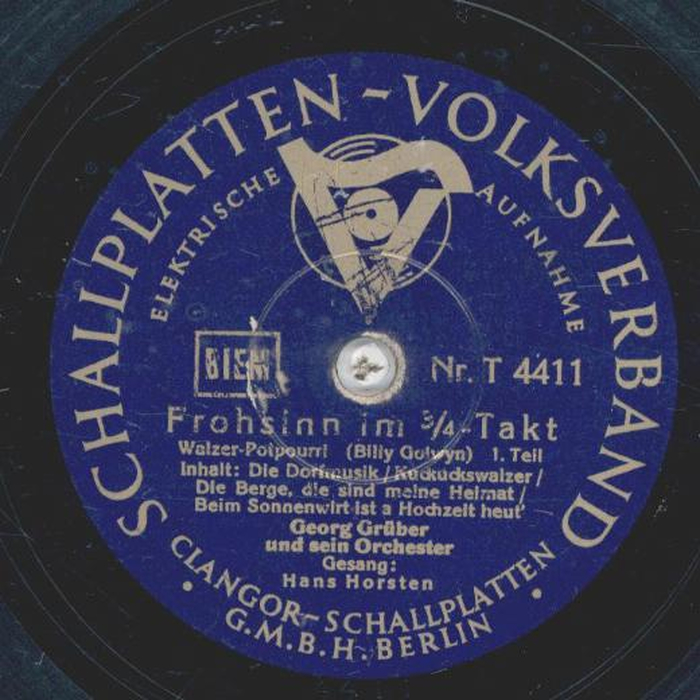 SCHALLPLATTEN-VOLKSVERBAND
ELEKTRISCHE AUFNAHME
BIEM
Nr. T 4411
Frohsinn im 3/4-Takt
Walzer-Potpourri (Billy Golwyn) 1. Teil
Inhalt: Die Dorfmusik / Kuckuckswalzer /
Die Berge, die sind meine Heimat /
Beim Sonnenwirt ist a Hochzeit heut'
Georg Grüber
und sein Orchester
Gesang:
Hans Horsten
CLANGOR-SCHALLPLATTEN
G.M.B.H. BERLIN